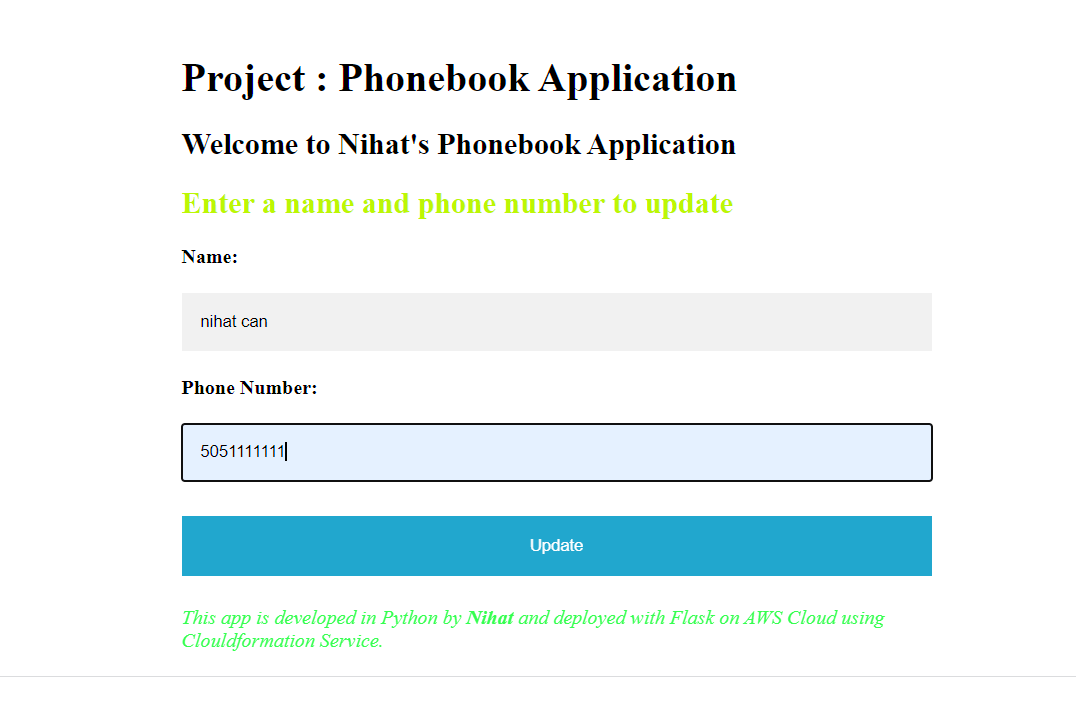 Project : Phonebook Application
Welcome to Nihat's Phonebook Application
Enter a name and phone number to update
Name:
nihat can
Phone Number:
5051111111
Update
This app is developed in Python by Nihat and deployed with Flask on AWS Cloud using
Clouldformation Service.